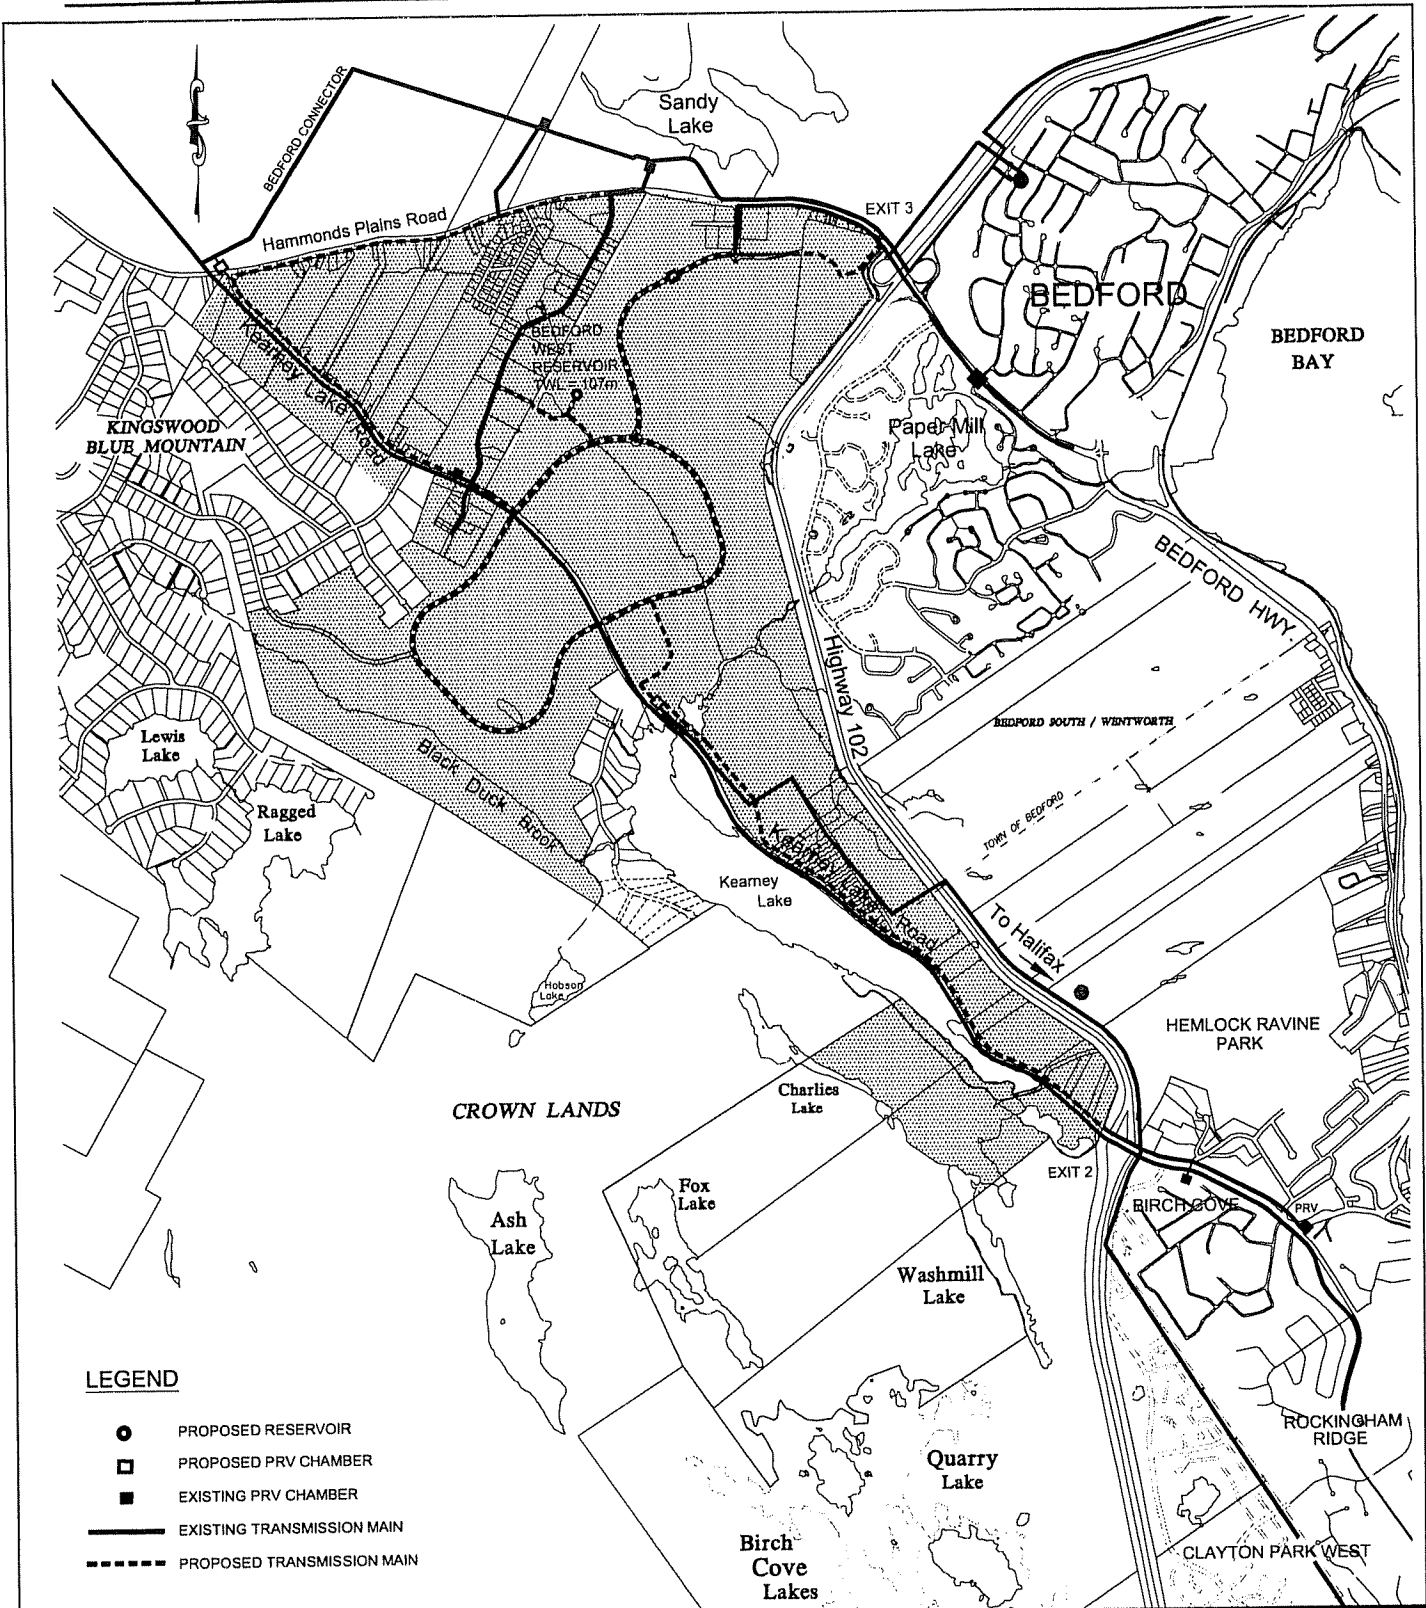 Sandy
Lake
BEDFORD CONNECTOR
Hammonds Plains Road
EXIT 3
BEDFORD
BEDFORD
BAY
BEDFORD
WEST
RESERVOIR
TWL = 107m
Kearney Lake Road
KINGSWOOD
BLUE MOUNTAIN
Paper Mill
Lake
BEDFORD HWY.
Highway 102
BEDFORD SOUTH / WENTWORTH
TOWN OF BEDFORD
Lewis
Lake
Ragged
Lake
Black Duck Brook
Kearney
Lake
Kearney Lake Road
To Halifax
Hobson
Lake
HEMLOCK RAVINE
PARK
CROWN LANDS
Charlies
Lake
EXIT 2
Fox
Lake
Ash
Lake
BIRCH COVE
PRV
Washmill
Lake
ROCKINGHAM
RIDGE
Quarry
Lake
Birch
Cove
Lakes
CLAYTON PARK WEST
LEGEND
PROPOSED RESERVOIR
PROPOSED PRV CHAMBER
EXISTING PRV CHAMBER
EXISTING TRANSMISSION MAIN
PROPOSED TRANSMISSION MAIN